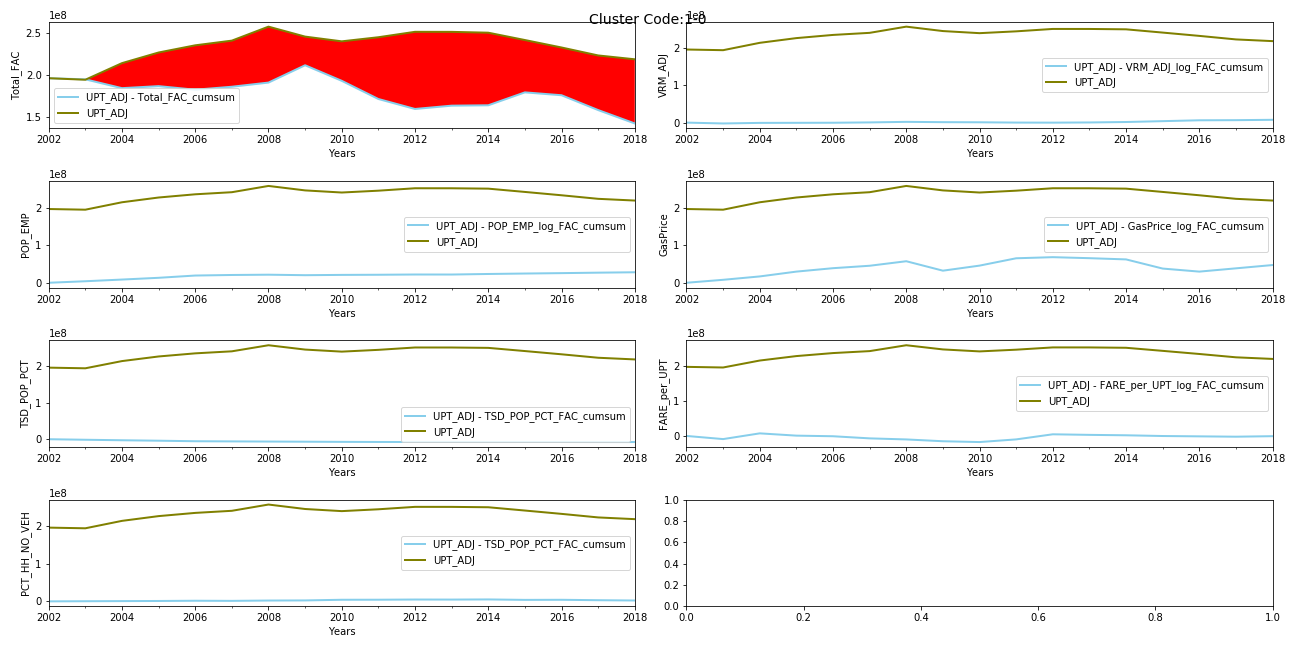 Cluster Code:1-0
1e8
Total_FAC
2.5
2.0
1.5
UPT_ADJ - Total_FAC_cumsum
UPT_ADJ
2002 2004 2006 2008 2010 2012 2014 2016 2018
Years
1e8
VRM_ADJ
2
1
0
UPT_ADJ - VRM_ADJ_log_FAC_cumsum
UPT_ADJ
2002 2004 2006 2008 2010 2012 2014 2016 2018
Years
1e8
POP_EMP
2
1
0
UPT_ADJ - POP_EMP_log_FAC_cumsum
UPT_ADJ
2002 2004 2006 2008 2010 2012 2014 2016 2018
Years
1e8
GasPrice
2
1
0
UPT_ADJ - GasPrice_log_FAC_cumsum
UPT_ADJ
2002 2004 2006 2008 2010 2012 2014 2016 2018
Years
1e8
TSD_POP_PCT
2
1
0
UPT_ADJ - TSD_POP_PCT_FAC_cumsum
UPT_ADJ
2002 2004 2006 2008 2010 2012 2014 2016 2018
Years
1e8
FARE_per_UPT
2
1
0
UPT_ADJ - FARE_per_UPT_log_FAC_cumsum
UPT_ADJ
2002 2004 2006 2008 2010 2012 2014 2016 2018
Years
1e8
PCT_HH_NO_VEH
2
1
0
UPT_ADJ - TSD_POP_PCT_FAC_cumsum
UPT_ADJ
2002 2004 2006 2008 2010 2012 2014 2016 2018
Years
1.0
0.8
0.6
0.4
0.2
0.0
0.0 0.2 0.4 0.6 0.8 1.0